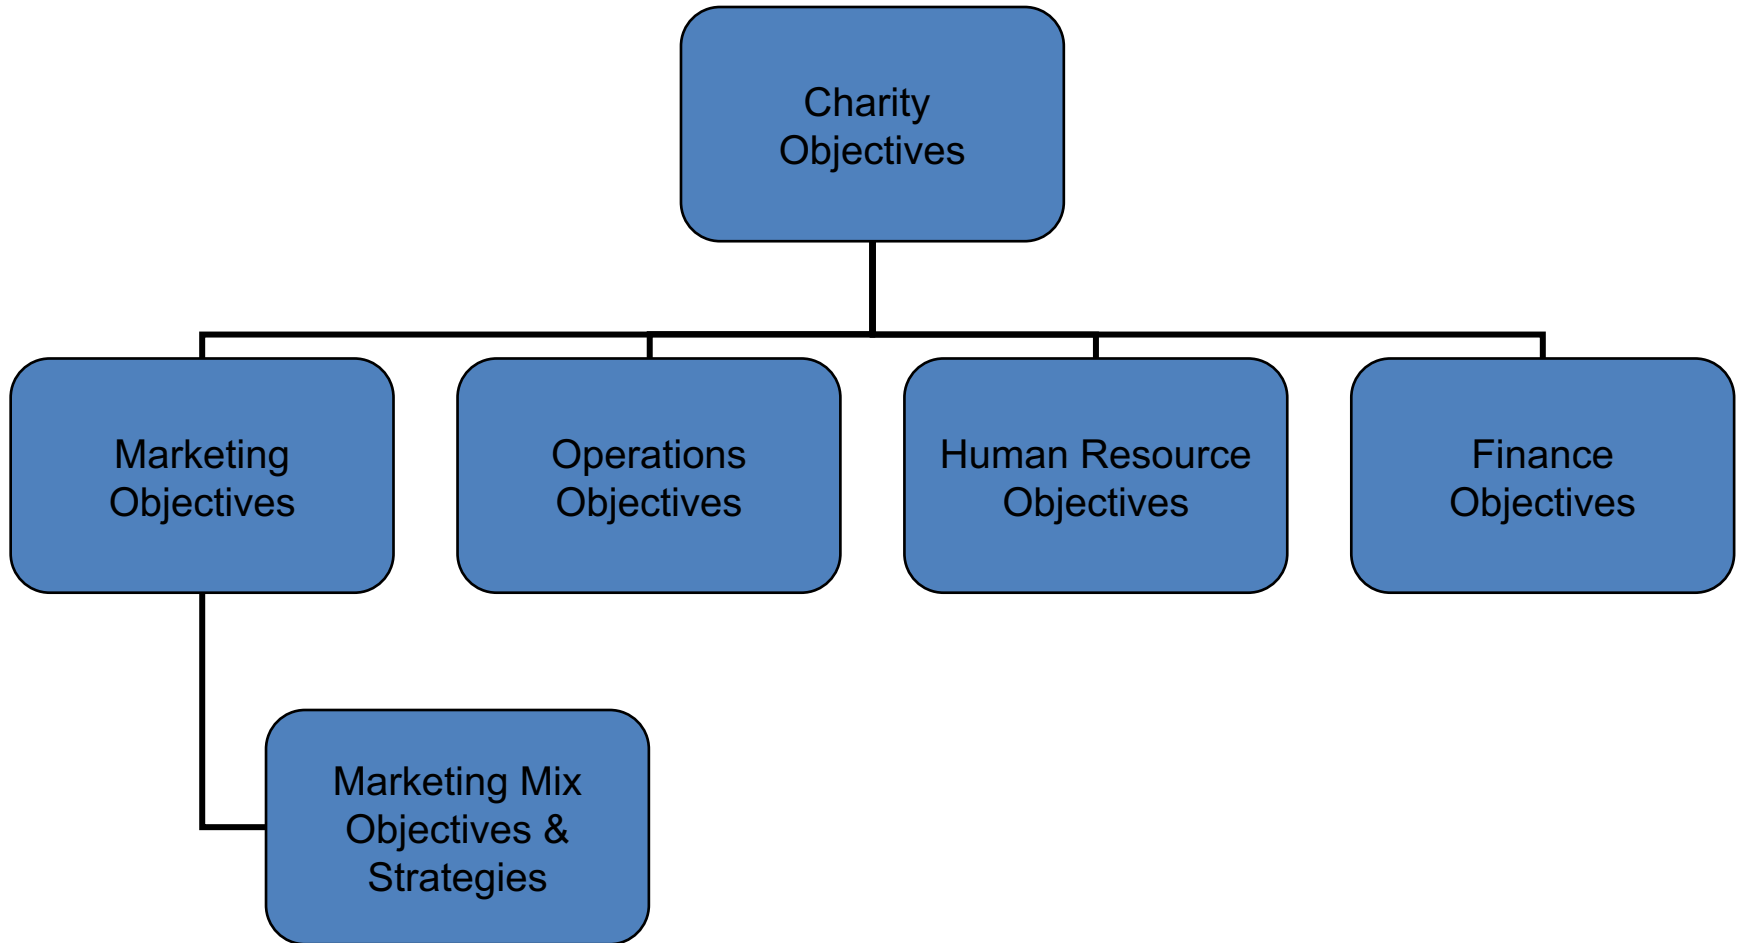 Charity
Objectives
Marketing
Objectives
Operations
Objectives
Human Resource
Objectives
Finance
Objectives
Marketing Mix
Objectives &
Strategies